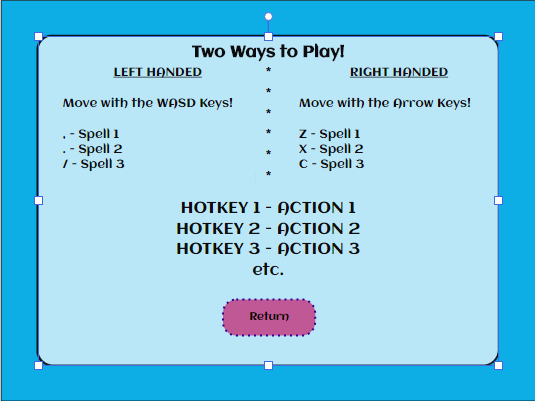 Two Ways to Play!
LEFT HANDED * RIGHT HANDED
*
Move with the WASD Keys! * Move with the Arrow Keys!
, - Spell 1 * Z - Spell 1
. - Spell 2 * X - Spell 2
/ - Spell 3 C - Spell 3
*
HOTKEY 1 - ACTION 1
HOTKEY 2 - ACTION 2
HOTKEY 3 - ACTION 3
etc.
Return